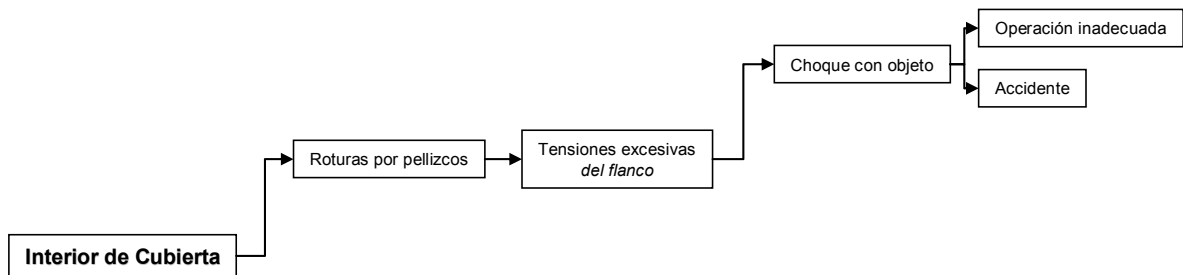 Operación inadecuada
Choque con objeto
Accidente
Tensiones excesivas
del flanco
Roturas por pellizcos
Interior de Cubierta